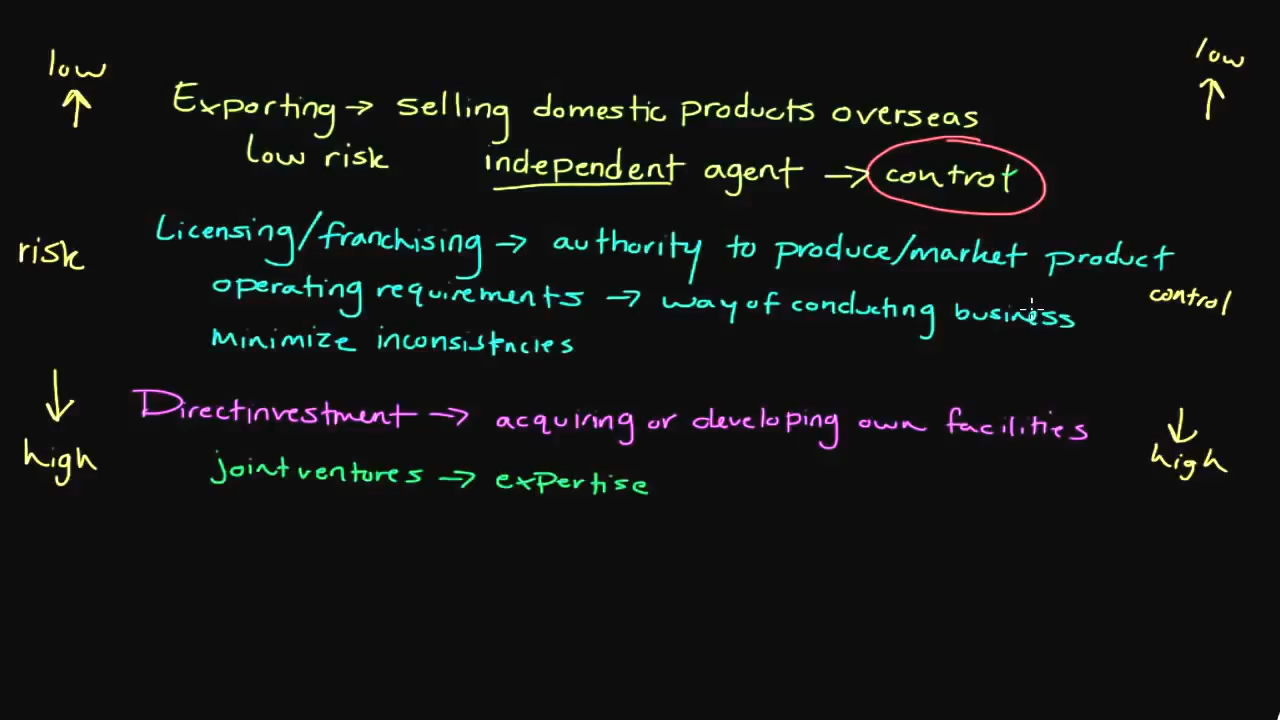 low
low
Exporting → selling domestic products overseas
low risk independent agent → control
Licensing/franchising → authority to produce/market product
risk
operating requirements → way of conducting business
control
minimize inconsistencies
Direct investment → acquiring or developing own facilities
high
high
joint ventures → expertise